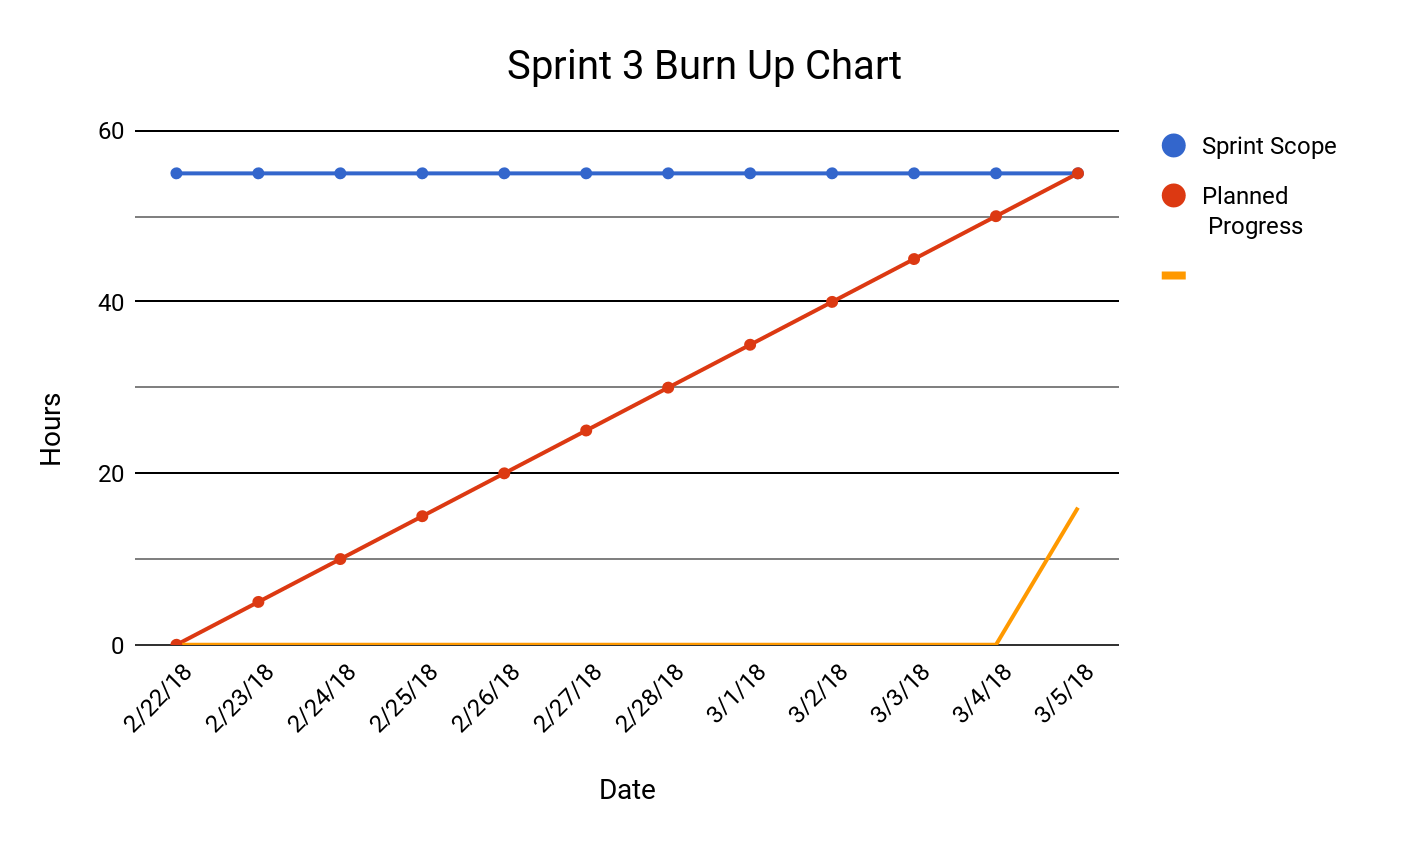 Sprint 3 Burn Up Chart
60
40
20
0
Hours
2/22/18
2/23/18
2/24/18
2/25/18
2/26/18
2/27/18
2/28/18
3/1/18
3/2/18
3/3/18
3/4/18
3/5/18
Date
Sprint Scope
Planned
Progress